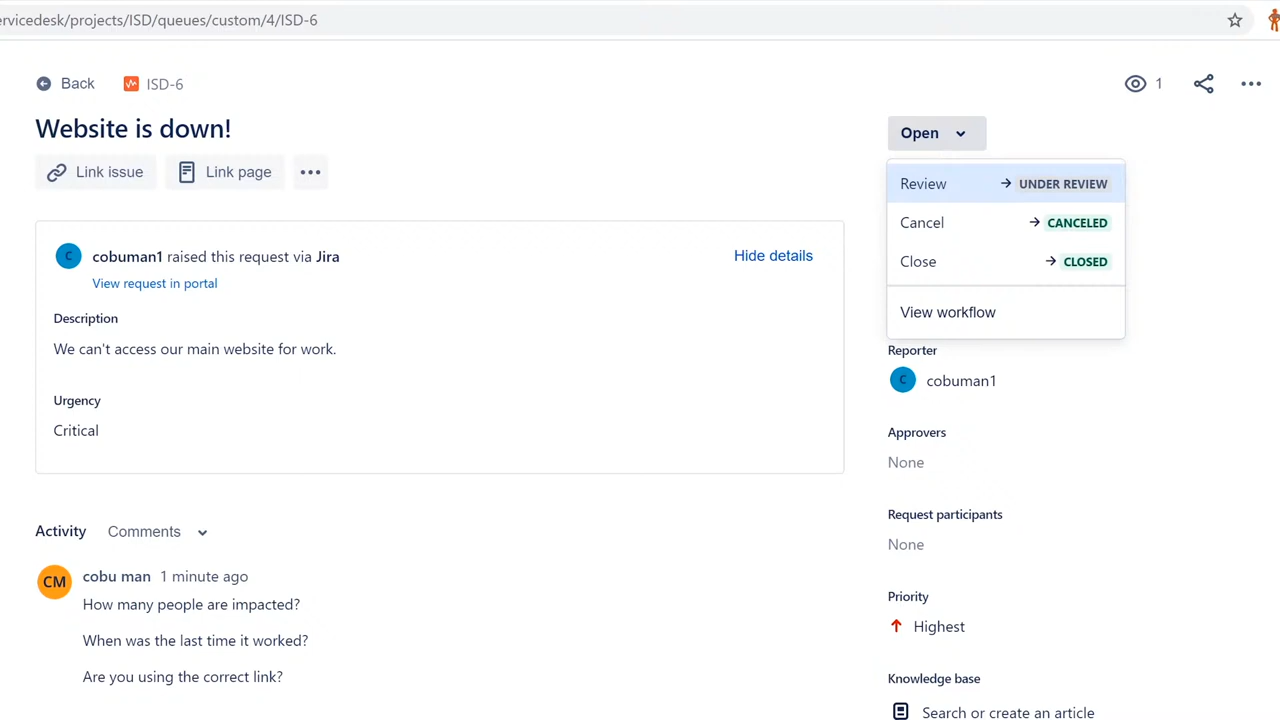 ervicedesk/projects/ISD/queues/custom/4/ISD-6
Back ISD-6
1
Website is down!
Link issue Link page
Open
Review → UNDER REVIEW
Cancel → CANCELED
Close → CLOSED
View workflow
C
cobuman1 raised this request via Jira
Hide details
View request in portal
Description
We can't access our main website for work.
Urgency
Critical
Reporter
C cobuman1
Approvers
None
Request participants
None
Priority
Highest
Knowledge base
Search or create an article
Activity Comments
CM
cobu man 1 minute ago
How many people are impacted?
When was the last time it worked?
Are you using the correct link?